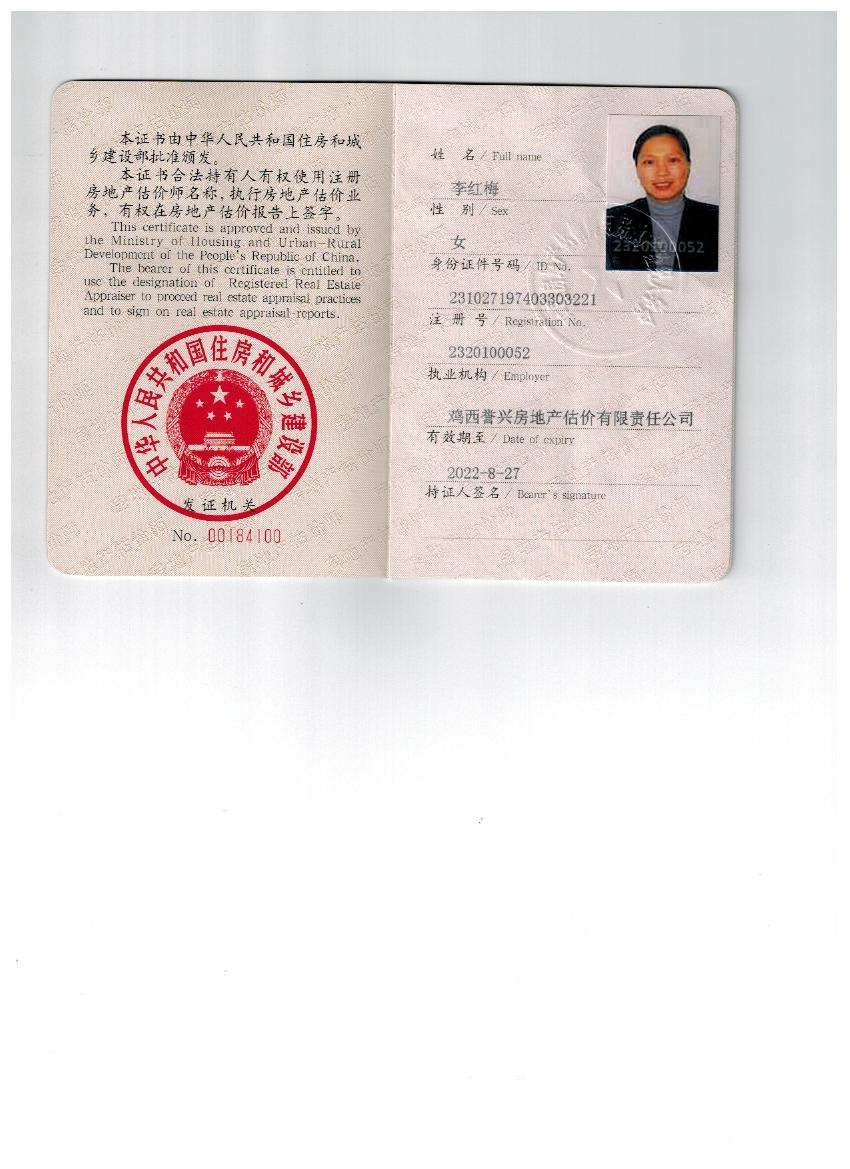 本证书由中华人民共和国住房和城
乡建设部批准颁发。
本证书合法持有人有权使用注册
房地产估价师名称，执行房地产估价业
务，有权在房地产估价报告上签字。
This certificate is approved and issued by
the Ministry of Housing and Urban-Rural
Development of the People's Republic of China.
The bearer of this certificate is entitled to
use the designation of Registered Real Estate
Appraiser to proceed real estate appraisal practices
and to sign on real estate appraisal reports.
中华人民共和国住房和城乡建设部
发证机关
No. 00184100
姓 名 / Full name
李红梅
性 别 / Sex
女
身份证件号码 / ID No.
231027197403303221
注 册 号 / Registration No.
2320100052
执业机构 / Employer
鸡西誉兴房地产估价有限责任公司
有效期至 / Date of expiry
2022-8-27
持证人签名 / Bearer's signature
2320100052